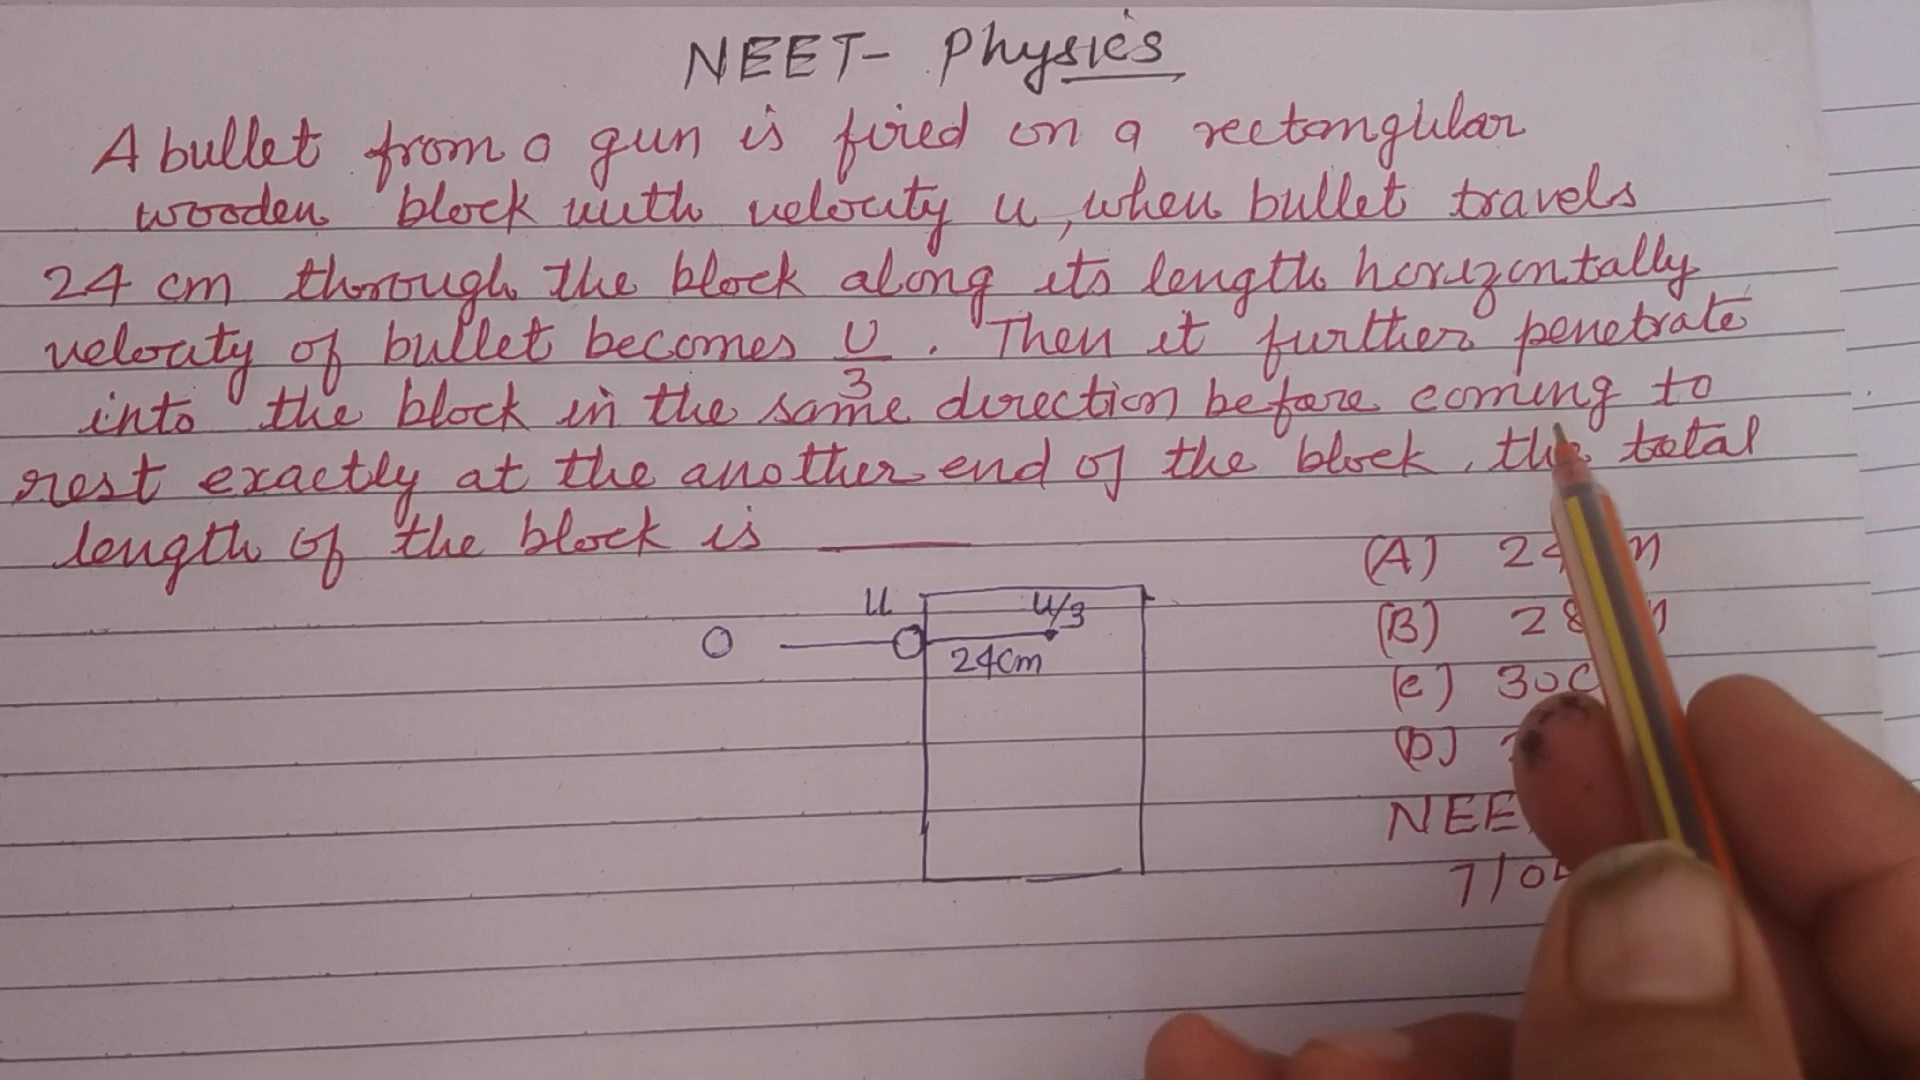 NEET- Physics
A bullet from a gun is fired on a rectangular
wooden block with velocity u, when bullet travels
24 cm through the block along its length horizontally
velocity of bullet becomes U/3. Then it further penetrate
into the block in the same direction before coming to
rest exactly at the another end of the block, the total
length of the block is ______
(A)
(B)
(C)
(D)
U
U/3
24cm